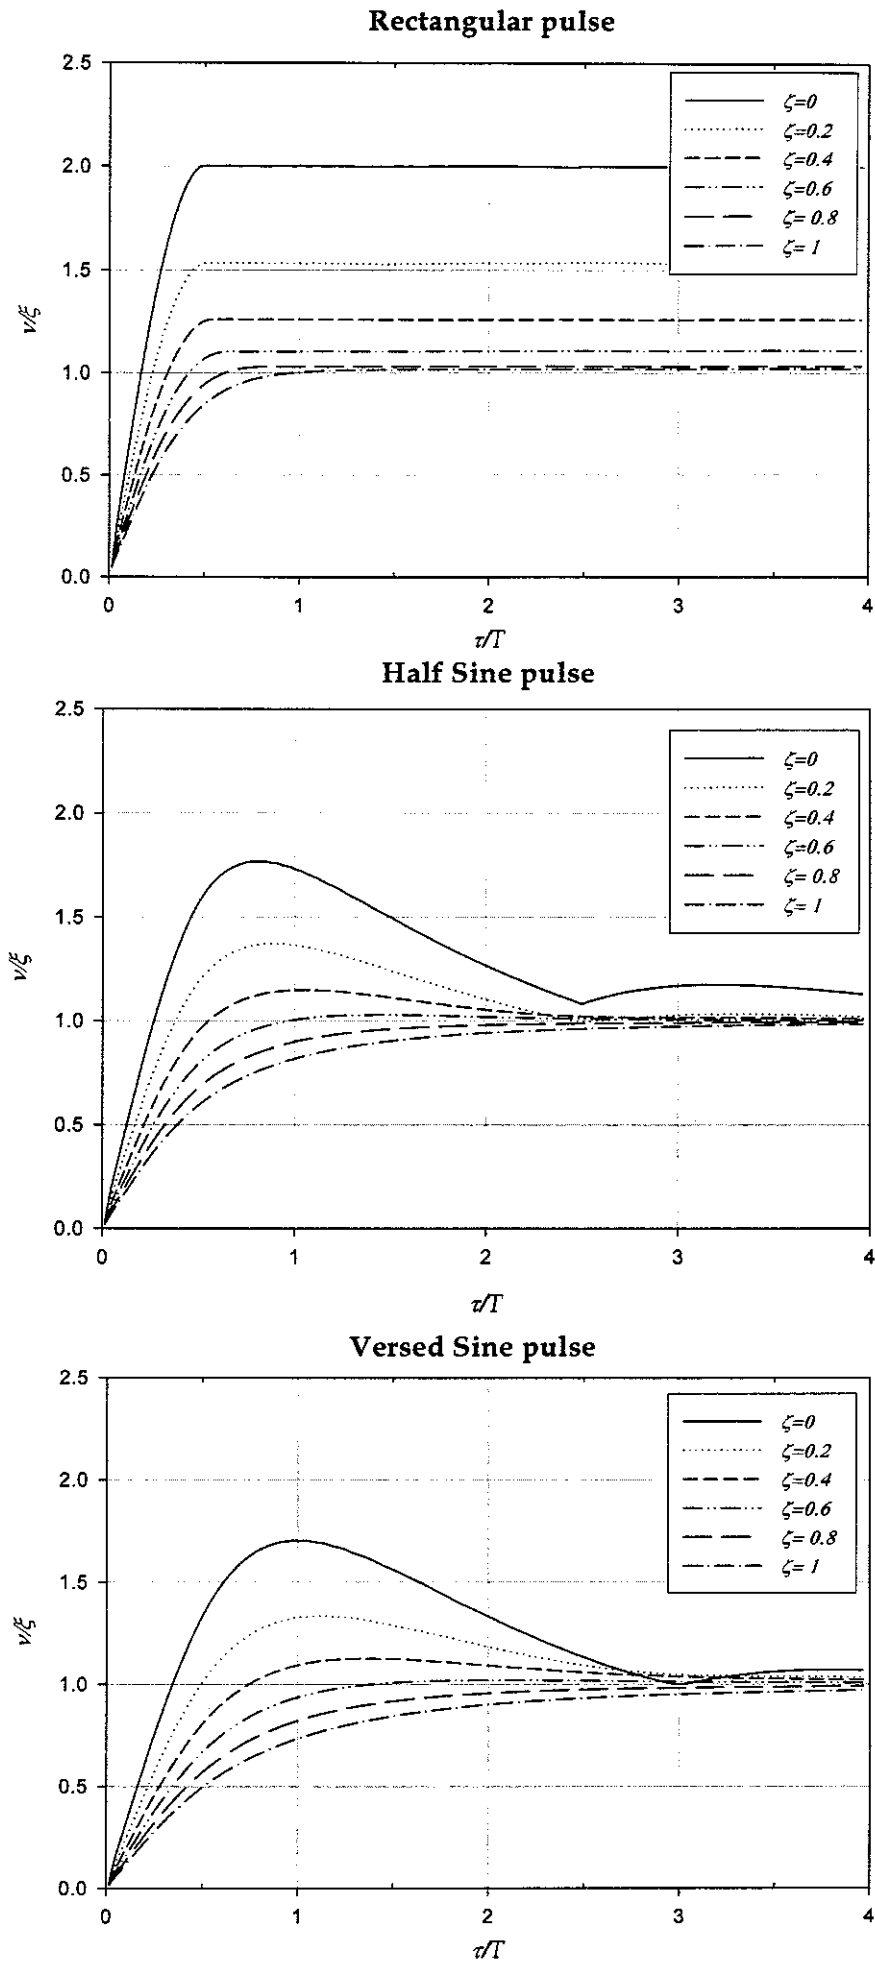 Rectangular pulse
2.5
2.0
1.5
1.0
0.5
0.0
ν/ξ
ζ=0
ζ=0.2
ζ=0.4
ζ=0.6
ζ= 0.8
ζ= 1
0 1 2 3 4
τ/T
Half Sine pulse
2.5
2.0
1.5
1.0
0.5
0.0
ν/ξ
ζ=0
ζ=0.2
ζ=0.4
ζ=0.6
ζ= 0.8
ζ= 1
0 1 2 3 4
τ/T
Versed Sine pulse
2.5
2.0
1.5
1.0
0.5
0.0
ν/ξ
ζ=0
ζ=0.2
ζ=0.4
ζ=0.6
ζ= 0.8
ζ= 1
0 1 2 3 4
τ/T